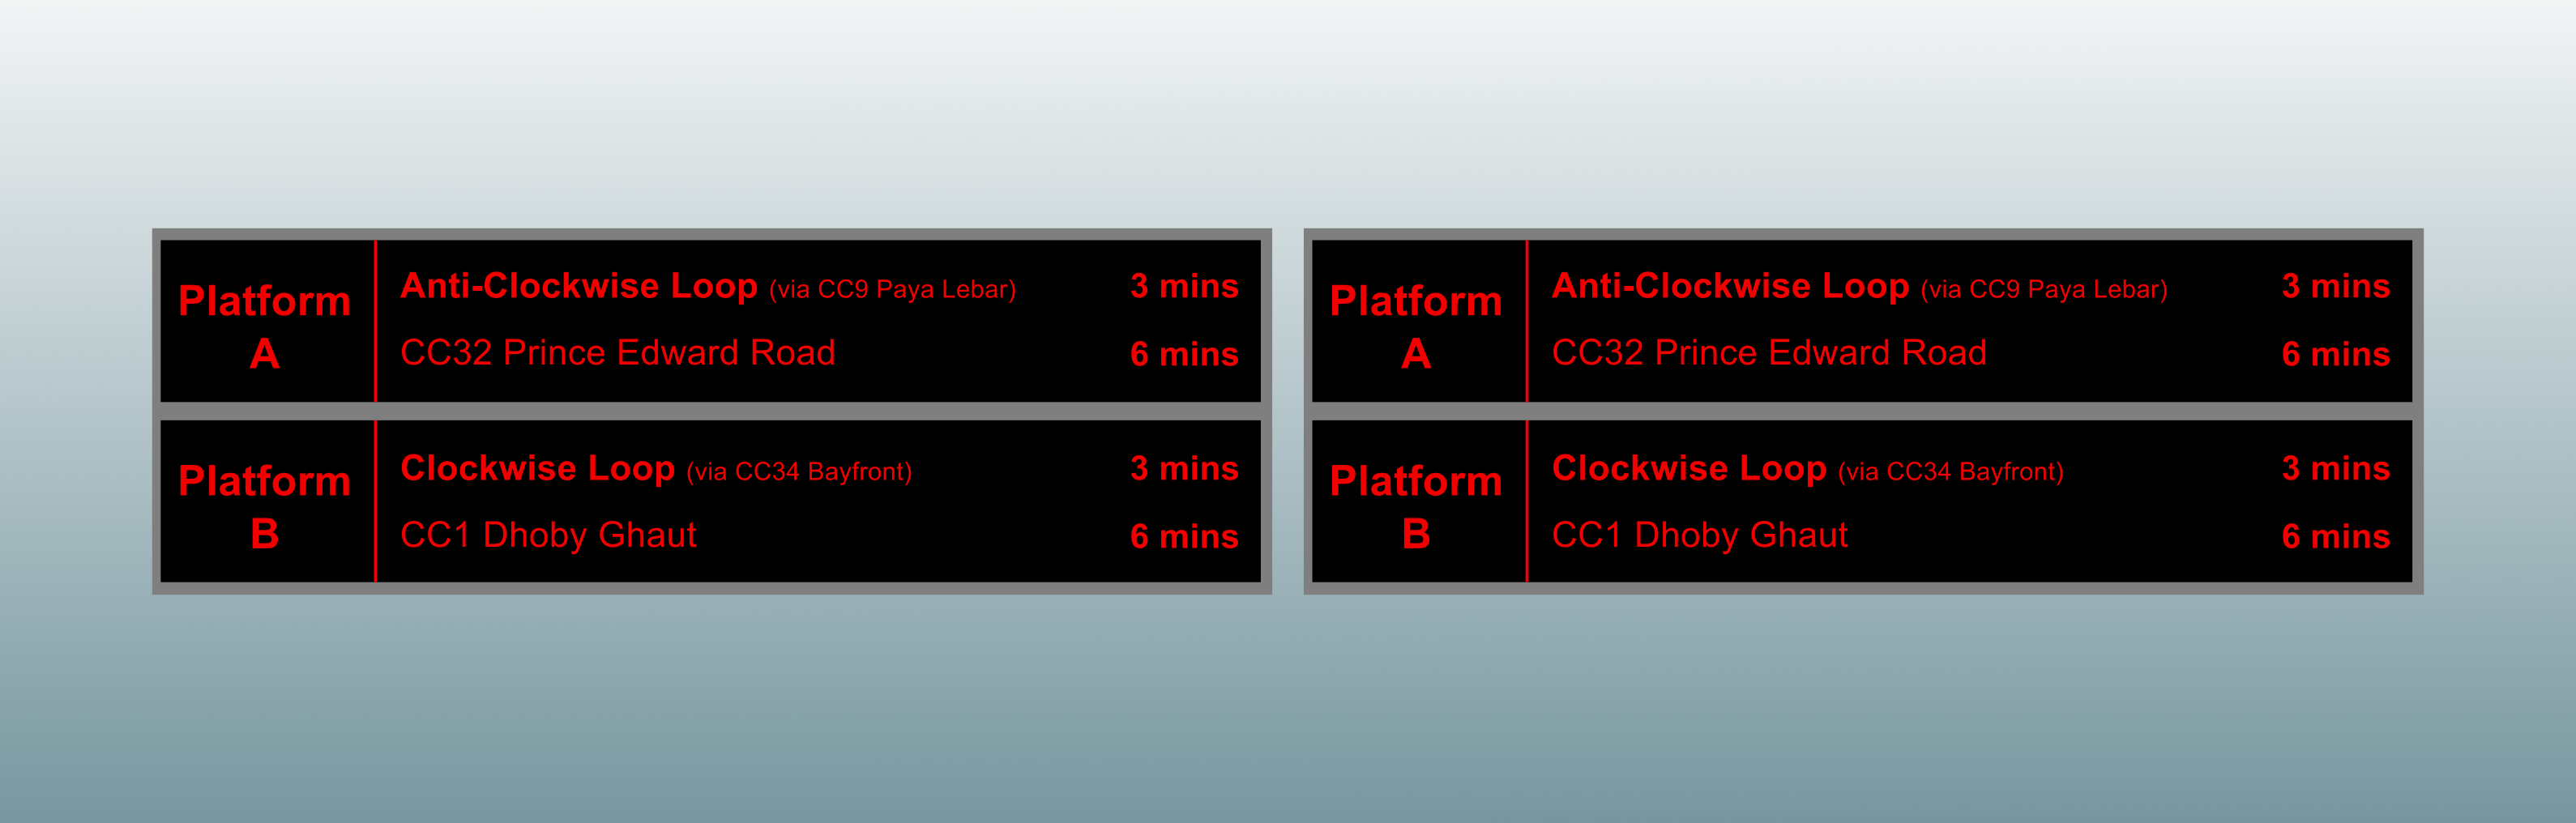 Platform
A
Anti-Clockwise Loop (via CC9 Paya Lebar) 3 mins
CC32 Prince Edward Road 6 mins
Platform
B
Clockwise Loop (via CC34 Bayfront) 3 mins
CC1 Dhoby Ghaut 6 mins
Platform
A
Anti-Clockwise Loop (via CC9 Paya Lebar) 3 mins
CC32 Prince Edward Road 6 mins
Platform
B
Clockwise Loop (via CC34 Bayfront) 3 mins
CC1 Dhoby Ghaut 6 mins